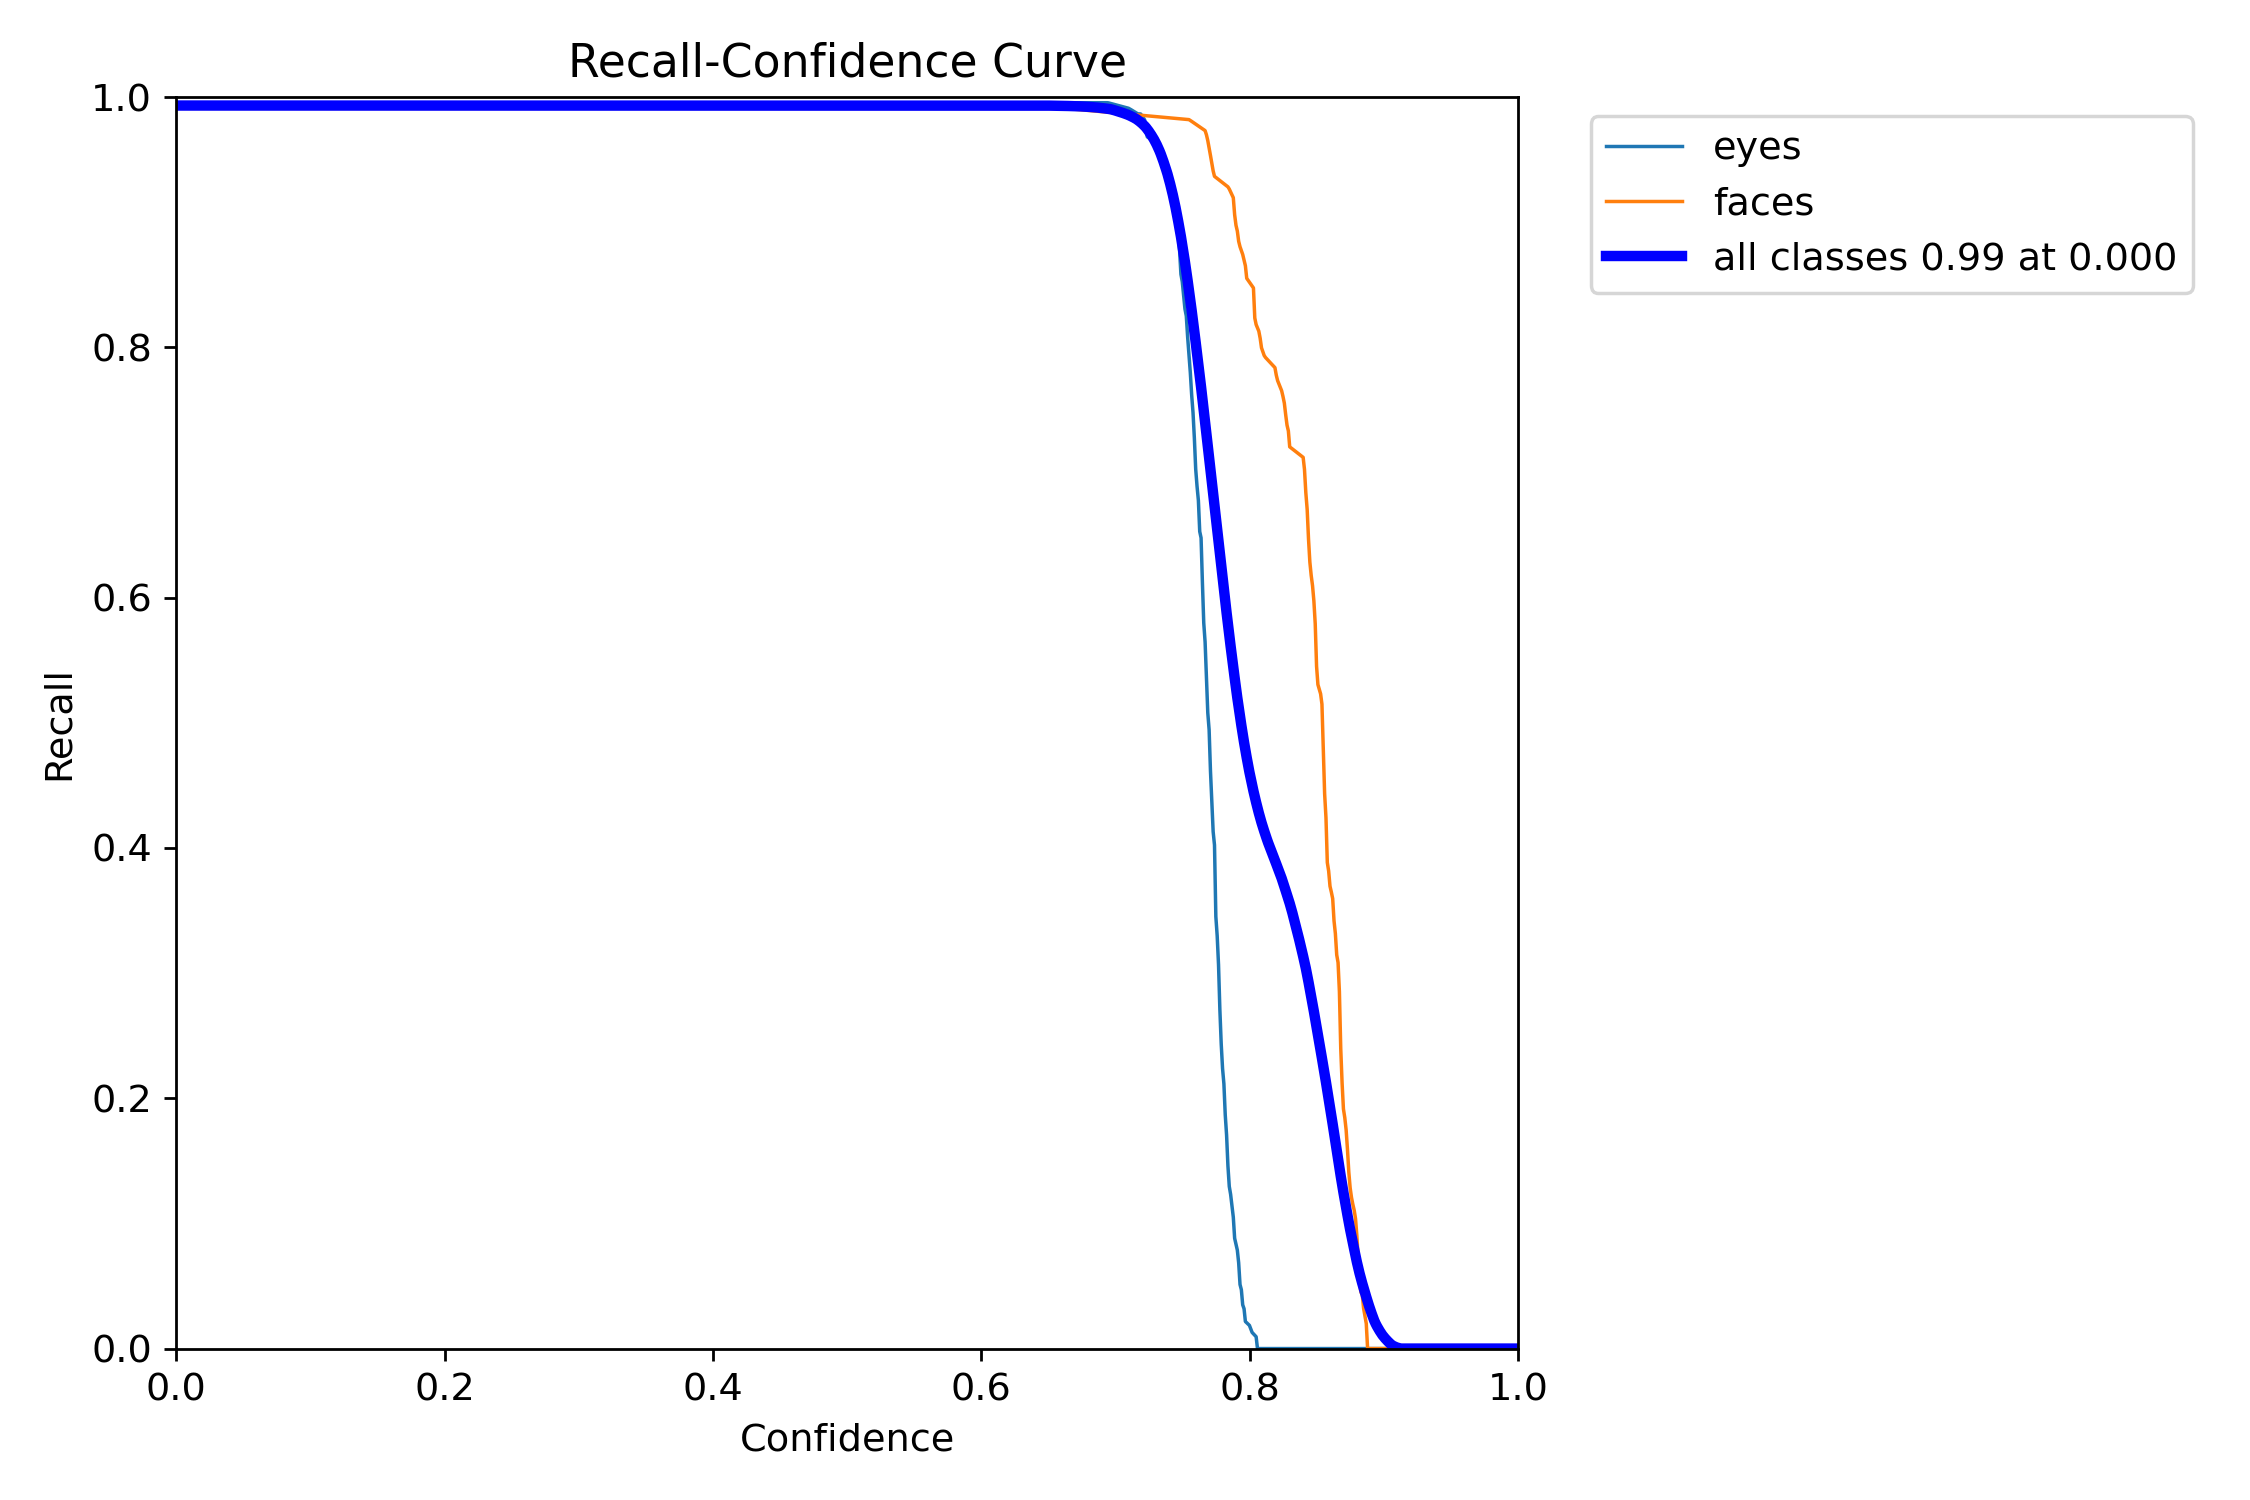 Recall-Confidence Curve
1.0
0.8
0.6
0.4
0.2
0.0
Recall
0.0 0.2 0.4 0.6 0.8 1.0
Confidence
eyes
faces
all classes 0.99 at 0.000